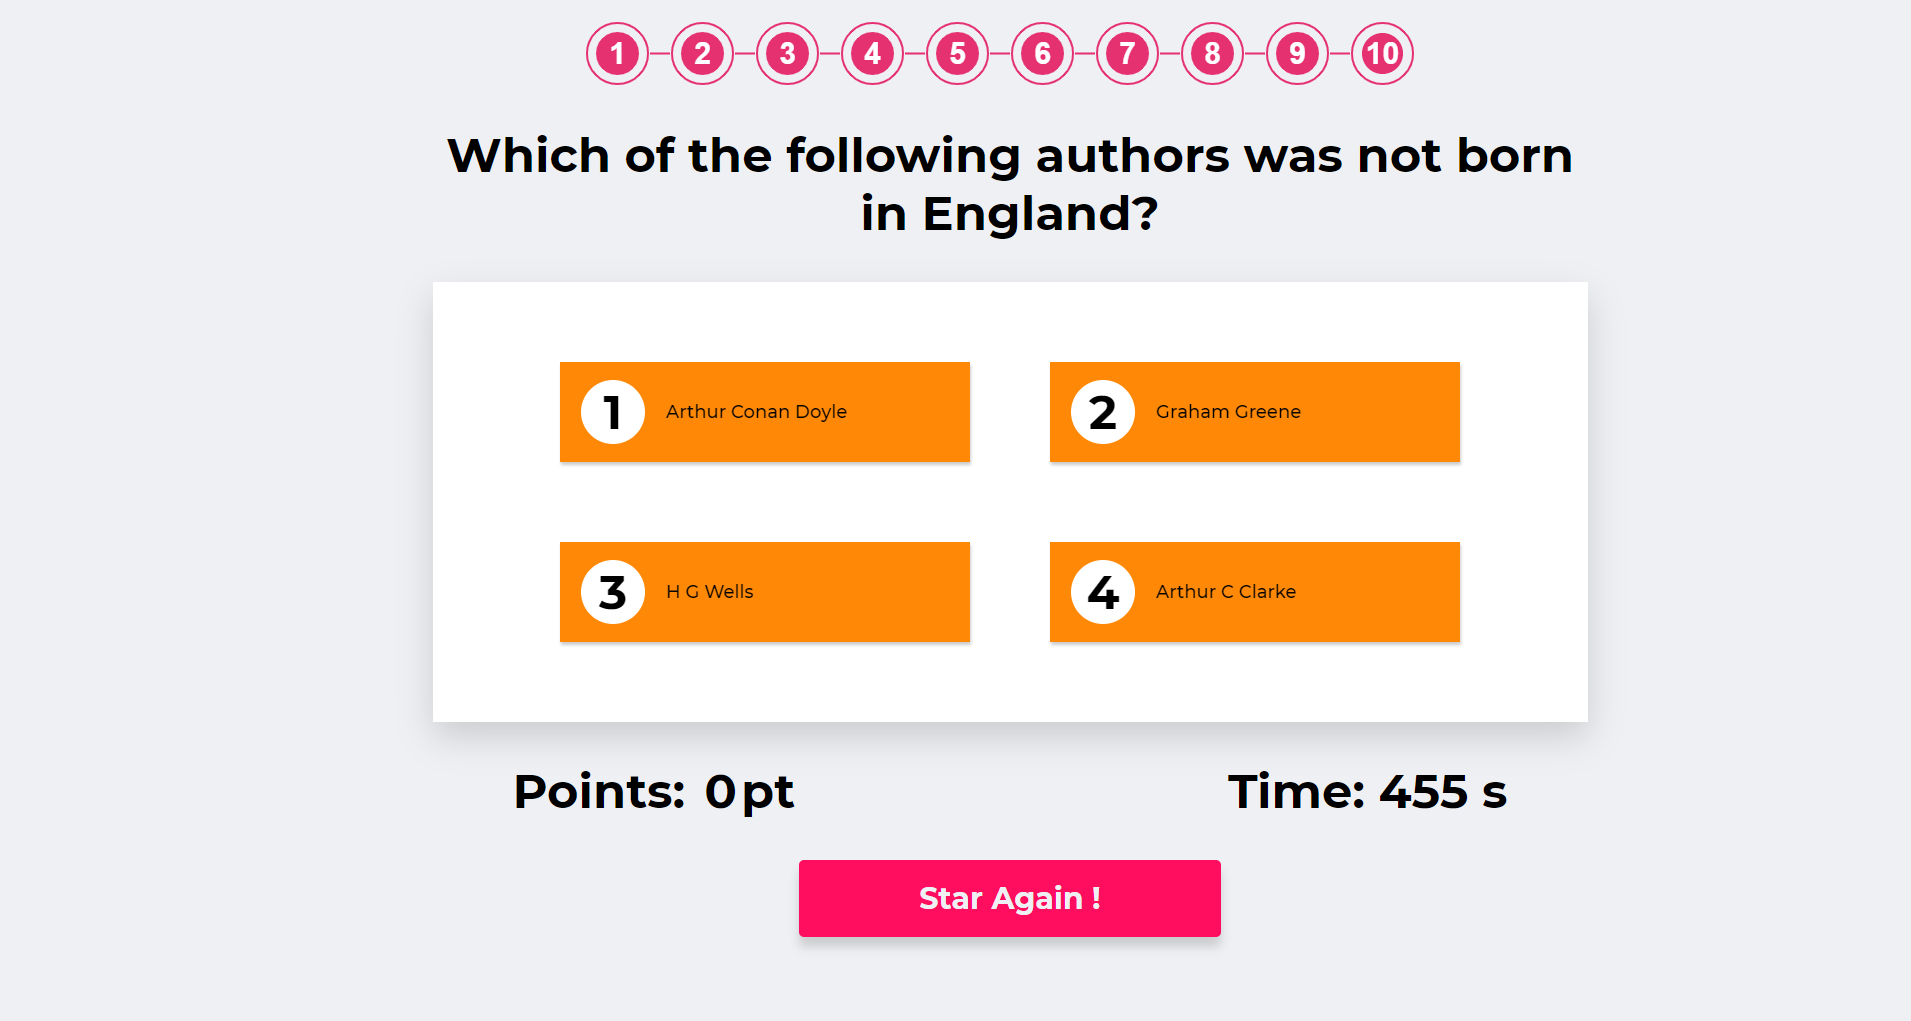 1 2 3 4 5 6 7 8 9 10
Which of the following authors was not born
in England?
1 Arthur Conan Doyle
2 Graham Greene
3 H G Wells
4 Arthur C Clarke
Points: 0 pt
Time: 455 s
Star Again !